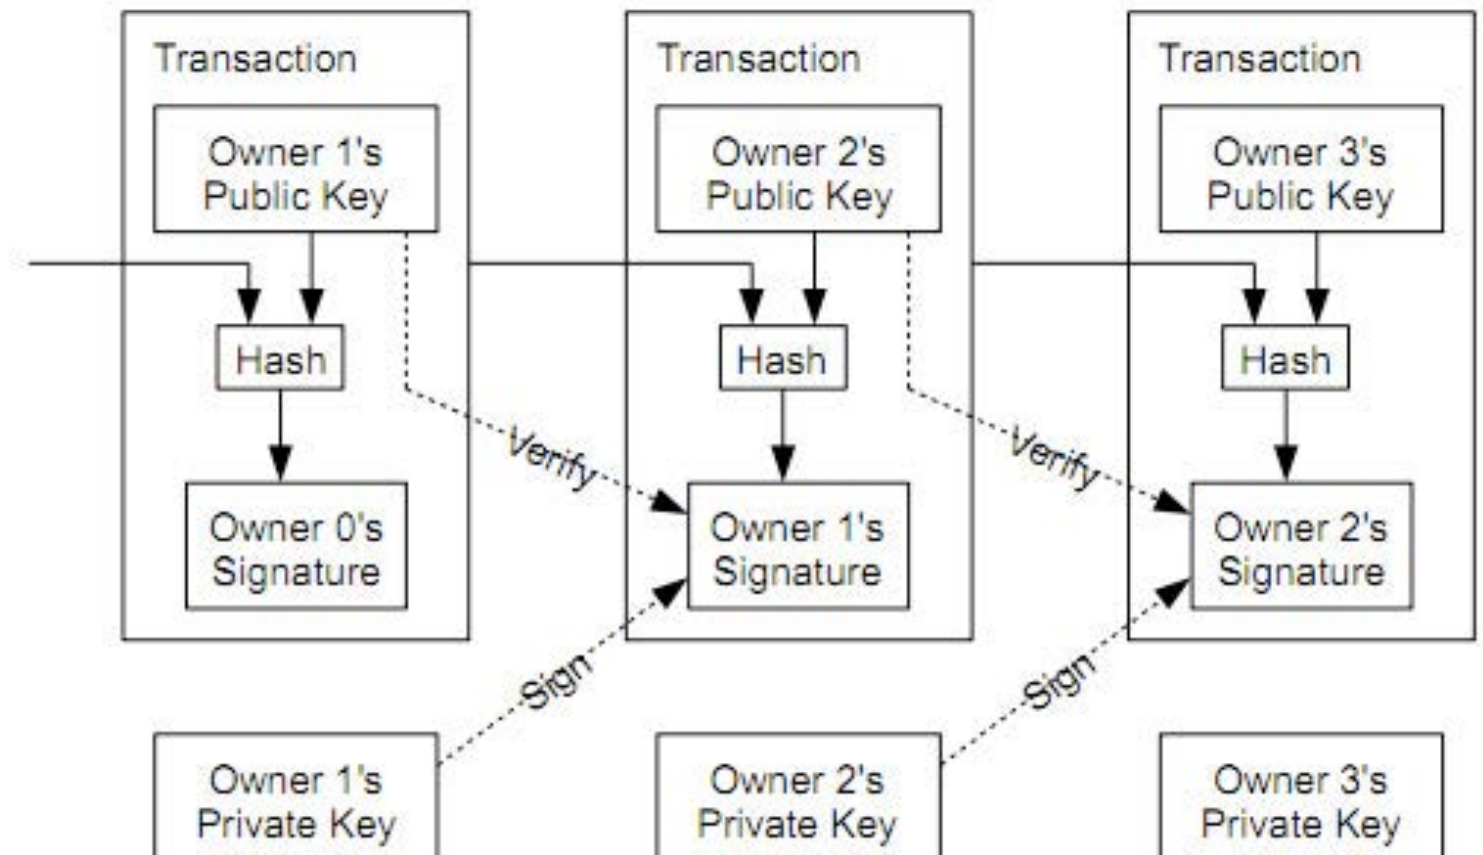 Transaction
Owner 1's
Public Key
Hash
Verify
Owner 0's
Signature
Transaction
Owner 2's
Public Key
Hash
Verify
Owner 1's
Signature
Transaction
Owner 3's
Public Key
Hash
Owner 2's
Signature
Sign
Sign
Owner 1's
Private Key
Owner 2's
Private Key
Owner 3's
Private Key